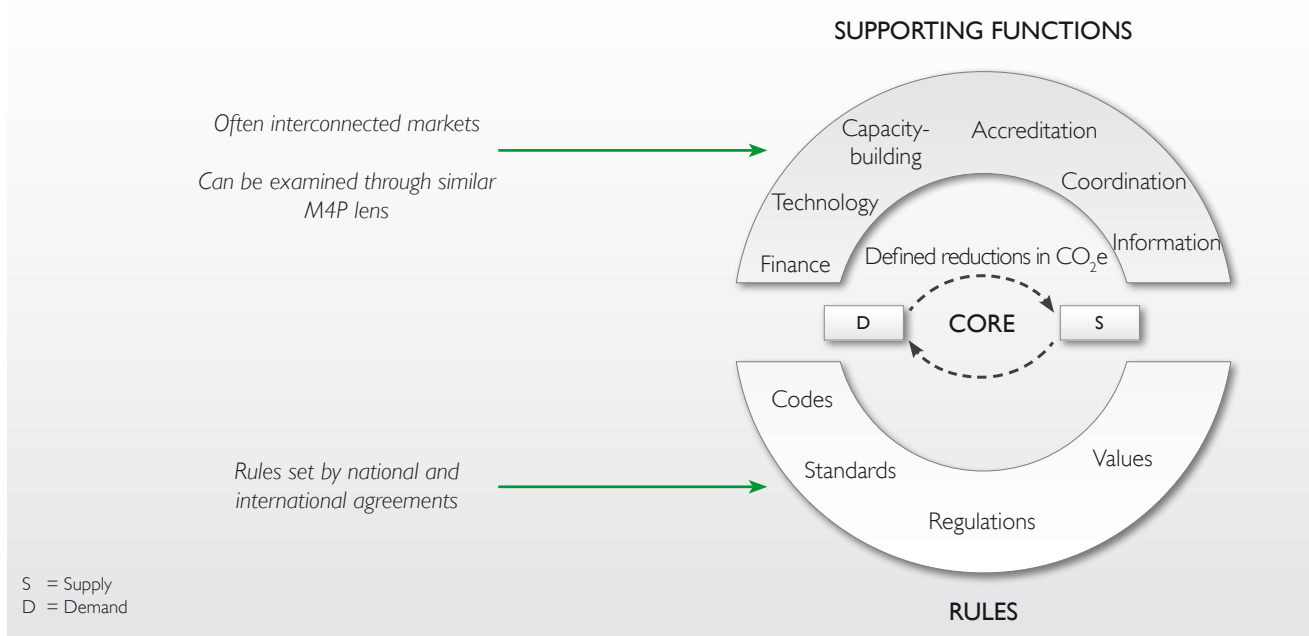 SUPPORTING FUNCTIONS
Often interconnected markets
Can be examined through similar
M4P lens
Capacity-
building
Accreditation
Coordination
Technology
Information
Finance
Defined reductions in CO₂e
D
CORE
S
Codes
Standards
Values
Regulations
Rules set by national and
international agreements
S = Supply
D = Demand
RULES